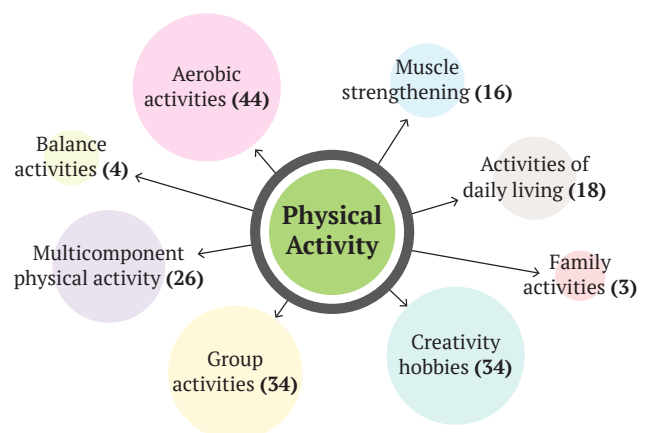 Aerobic
activities (44)
Muscle
strengthening (16)
Balance
activities (4)
Activities of
daily living (18)
Physical
Activity
Multicomponent
physical activity (26)
Family
activities (3)
Group
activities (34)
Creativity
hobbies (34)